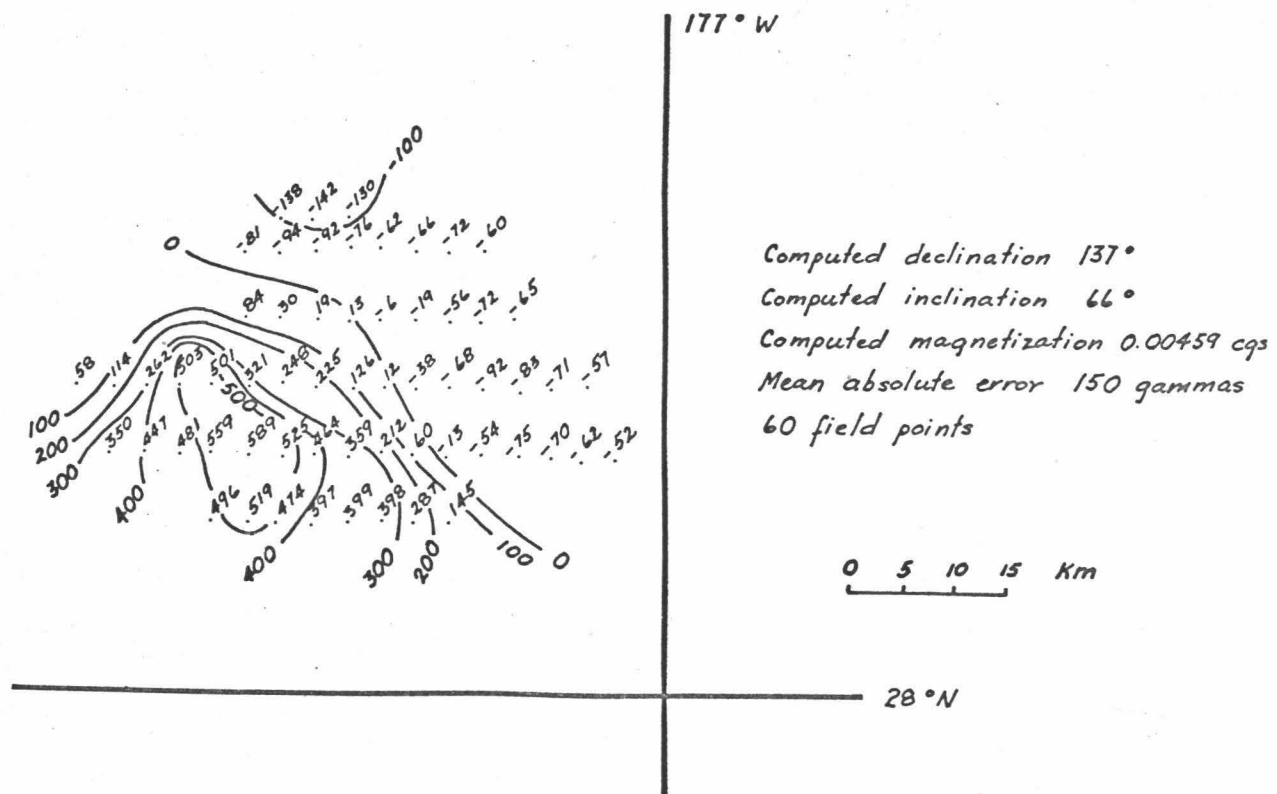 177° W
-100
-138 -142 -130
0 -81 -94 -92 -76 -62 -66 -72 -60
84 30 19 13 -6 -19 -56 -72 -65
58 114 262 503 501 321 248 225 126 12 -38 -68 -92 -83 -71 -57
-500
100 350 447 481 559 589 525 464 359 212 60 -13 -54 -75 -70 -62 -52
200
300
400 496 519 474 397 399 398 287 145
400 300 200 100 0
Computed declination 137°
Computed inclination 66°
Computed magnetization 0.00459 cgs
Mean absolute error 150 gammas
60 field points
0 5 10 15 Km
28°N